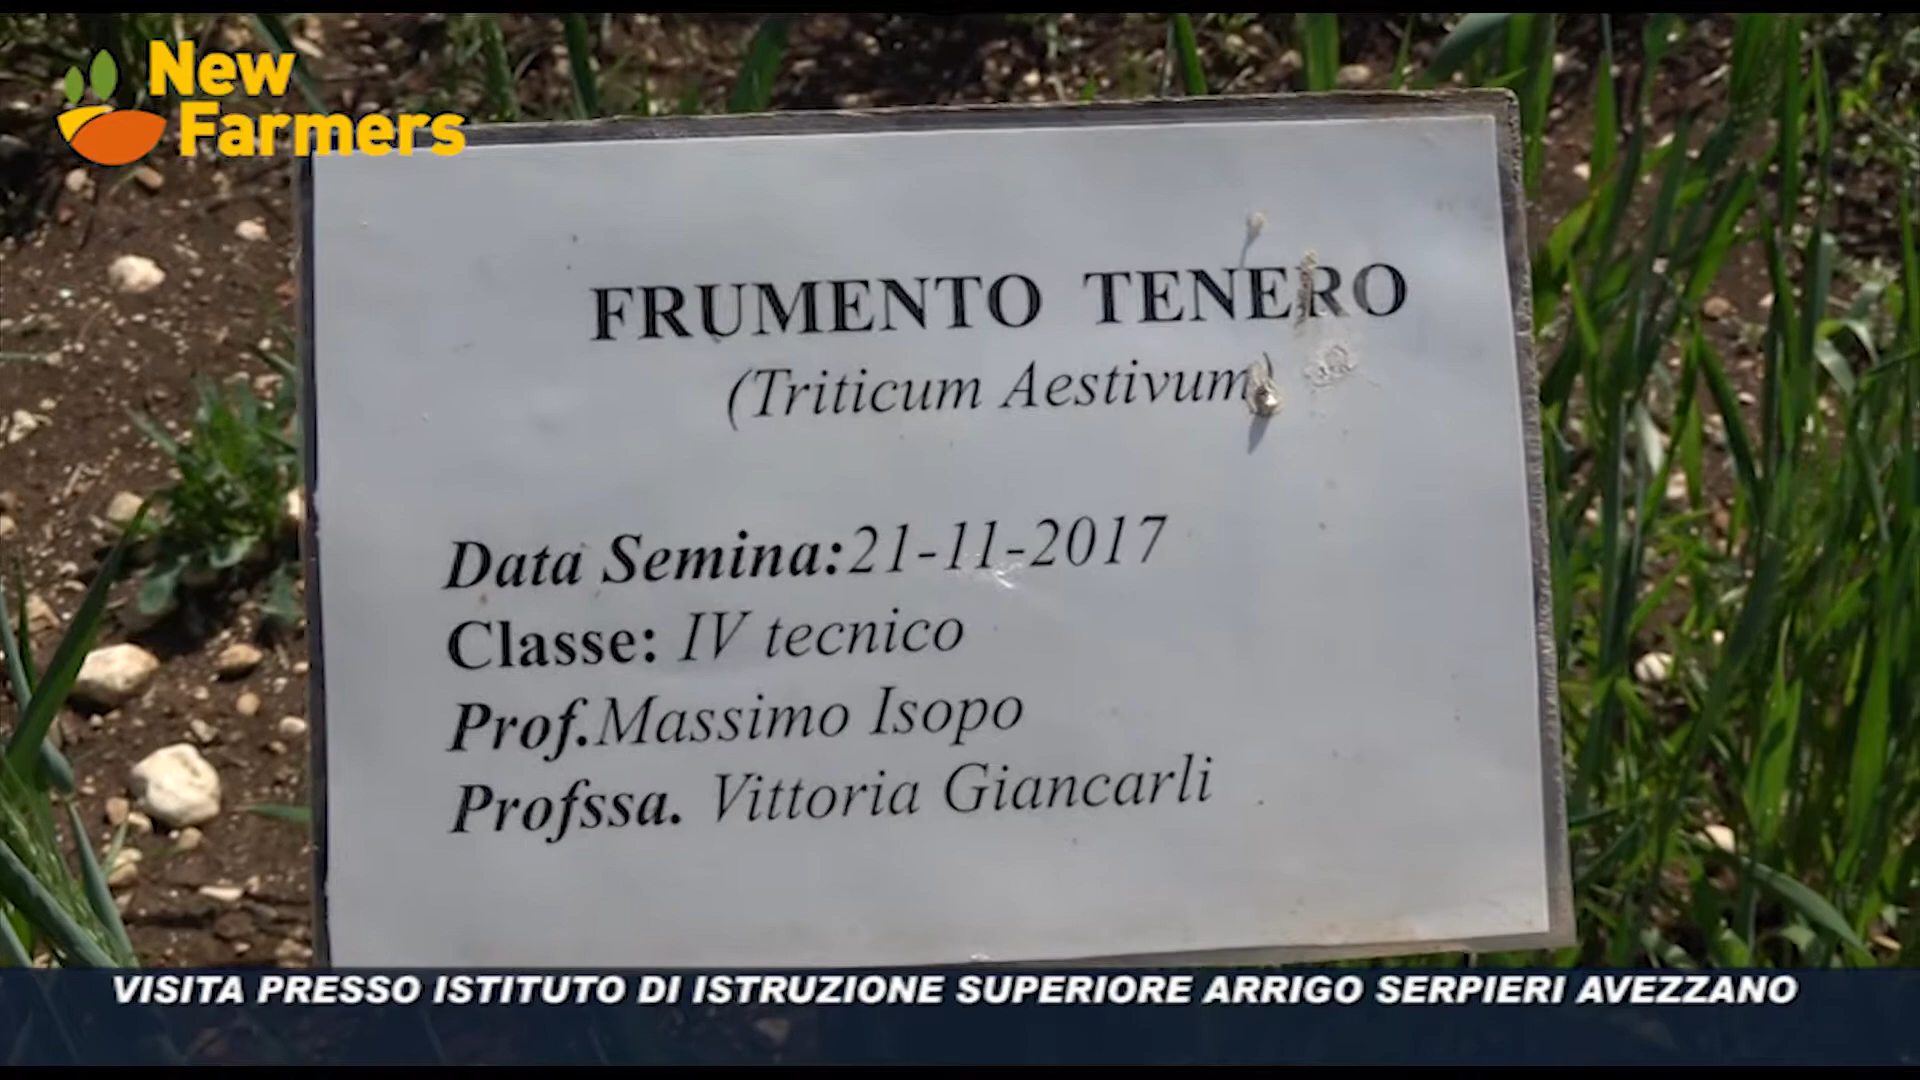 New
Farmers
FRUMENTO TENERO
(Triticum Aestivum)
Data Semina:21-11-2017
Classe: IV tecnico
Prof.Massimo Isopo
Profssa. Vittoria Giancarli
VISITA PRESSO ISTITUTO DI ISTRUZIONE SUPERIORE ARRIGO SERPIERI AVEZZANO